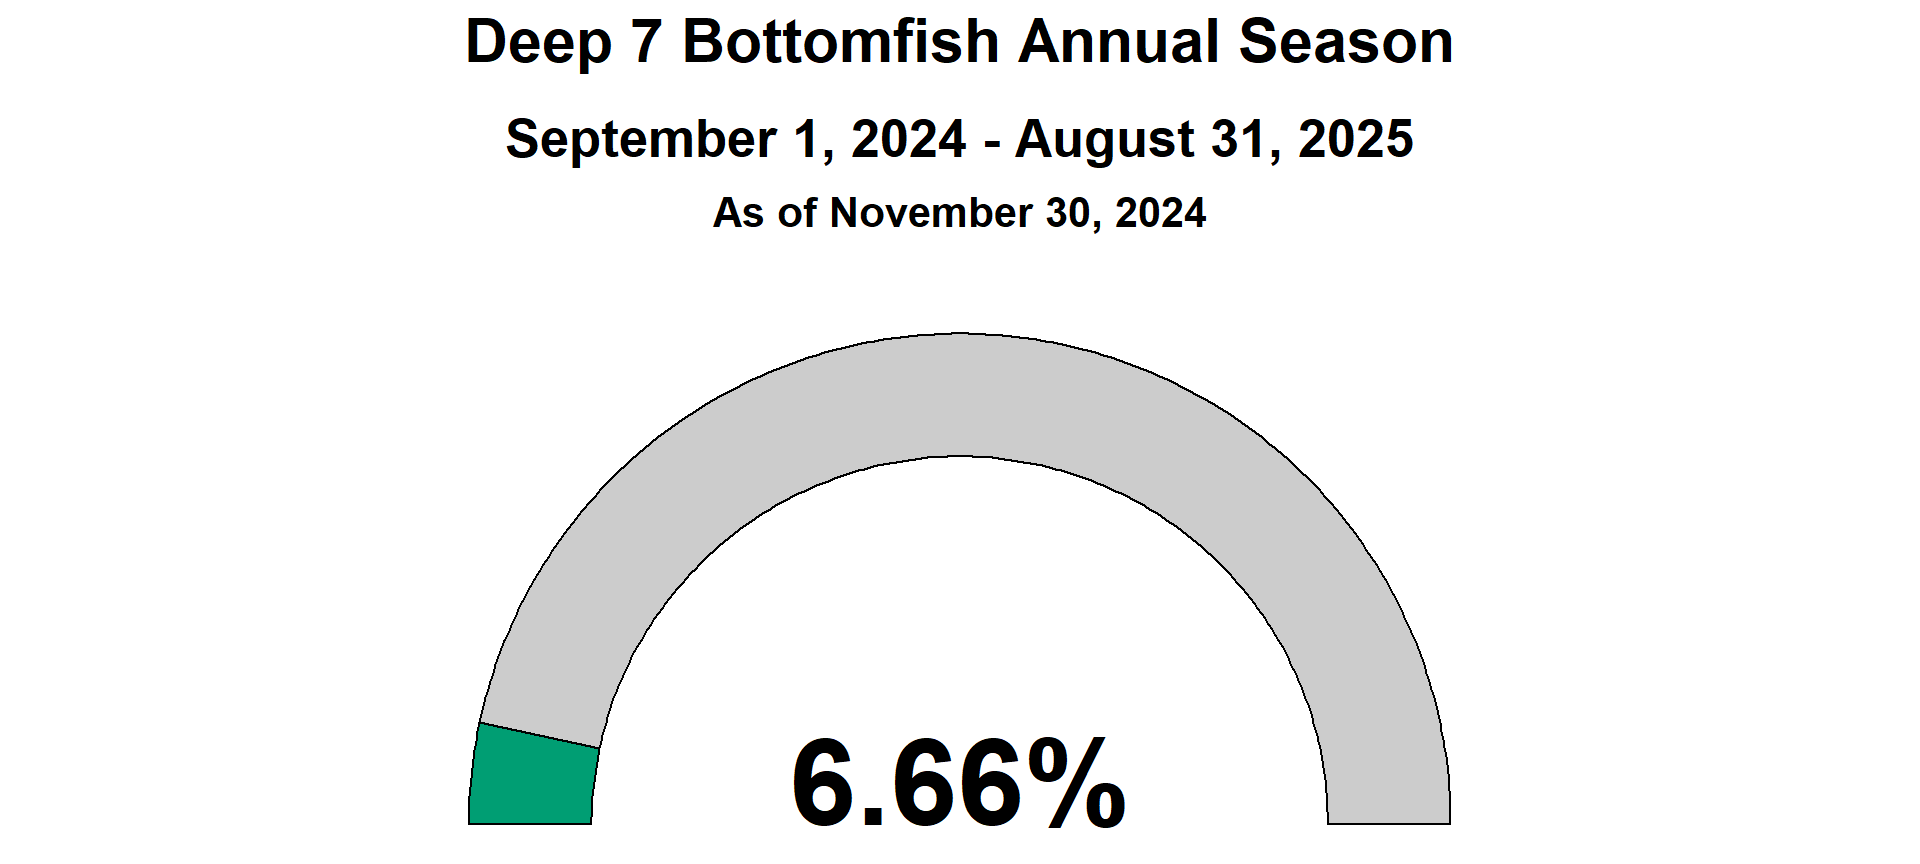 Deep 7 Bottomfish Annual Season
September 1, 2024 - August 31, 2025
As of November 30, 2024
6.66%